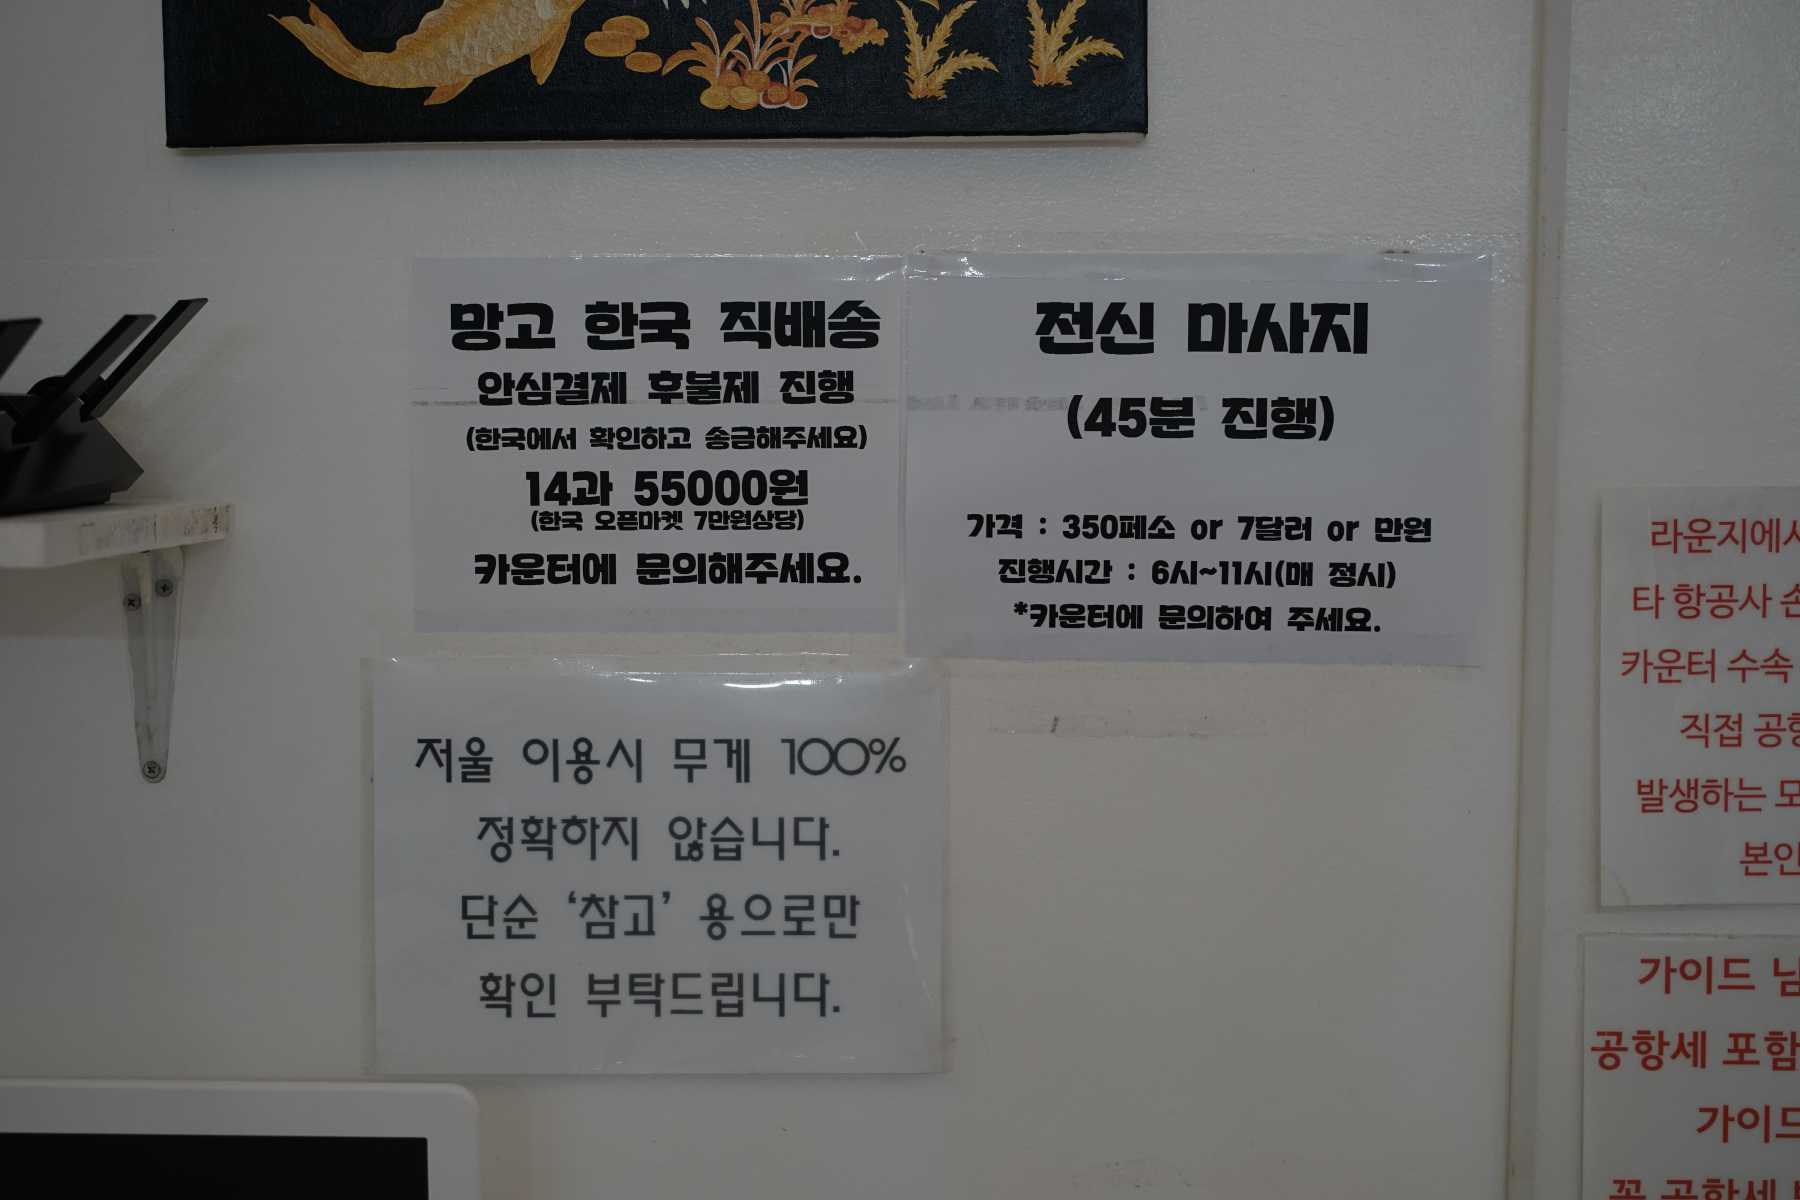 망고 한국 직배송
안심결제 후불제 진행
(한국에서 확인하고 송금해주세요)
14과 55000원
(한국 오픈마켓 7만원상당)
카운터에 문의해주세요.
전신 마사지
(45분 진행)
가격 : 350페소 or 7달러 or 만원
진행시간 : 6시~11시(매 정시)
*카운터에 문의하여 주세요.
저울 이용시 무게 100%
정확하지 않습니다.
단순 ‘참고’ 용으로만
확인 부탁드립니다.
라운지에서
타 항공사 손
카운터 수속
직접 공항
발생하는 모
본인
가이드 남
공항세 포함
가이드
꼭 공항세